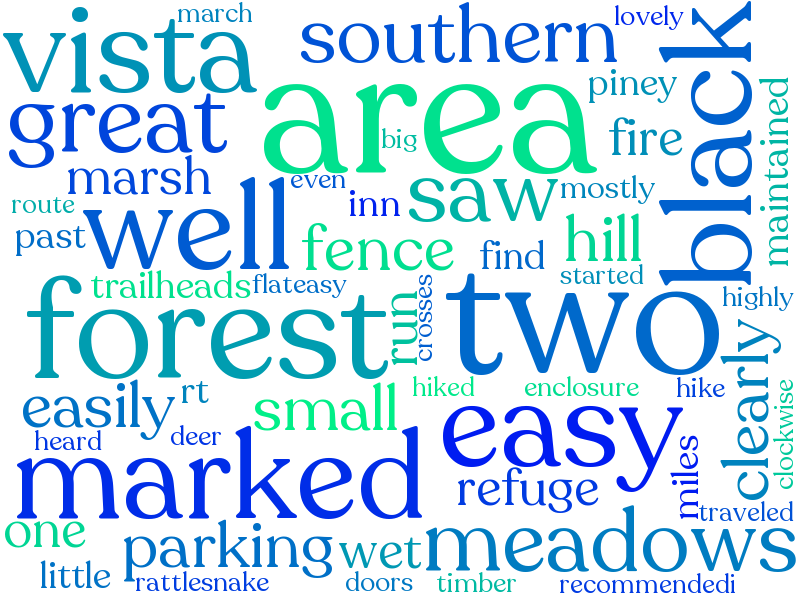 march
lovely
vista
southern
black
great
area
piney
big
fire
maintained
marsh
even
well
inn
saw
mostly
route
past
fence
hill
find
trailheads
flateasy
started
forest
run
crosses
two
highly
easily
rt
small
hiked
enclosure
hike
clearly
clockwise
heard
deer
easy
marked
miles
refuge
traveled
one
parking
wet
meadows
little
rattlesnake
doors
timber
recommendedi